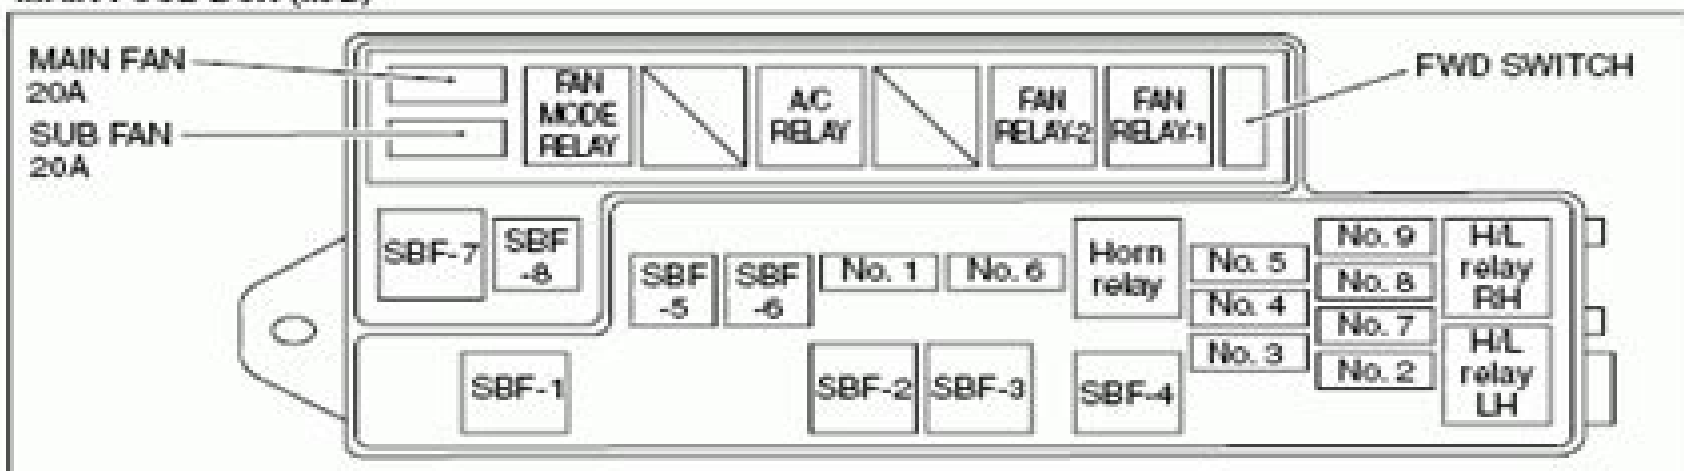 MAIN FAN
20A
SUB FAN
20A
FAN
MODE
RELAY
A/C
RELAY
FAN
RELAY-2
FAN
RELAY-1
FWD SWITCH
SBF-7
SBF
-8
SBF
-5
SBF
-6
No. 1
No. 6
Horn
relay
No. 5
No. 4
No. 3
No. 9
No. 8
No. 7
No. 2
H/L
relay
RH
H/L
relay
LH
SBF-1
SBF-2
SBF-3
SBF-4